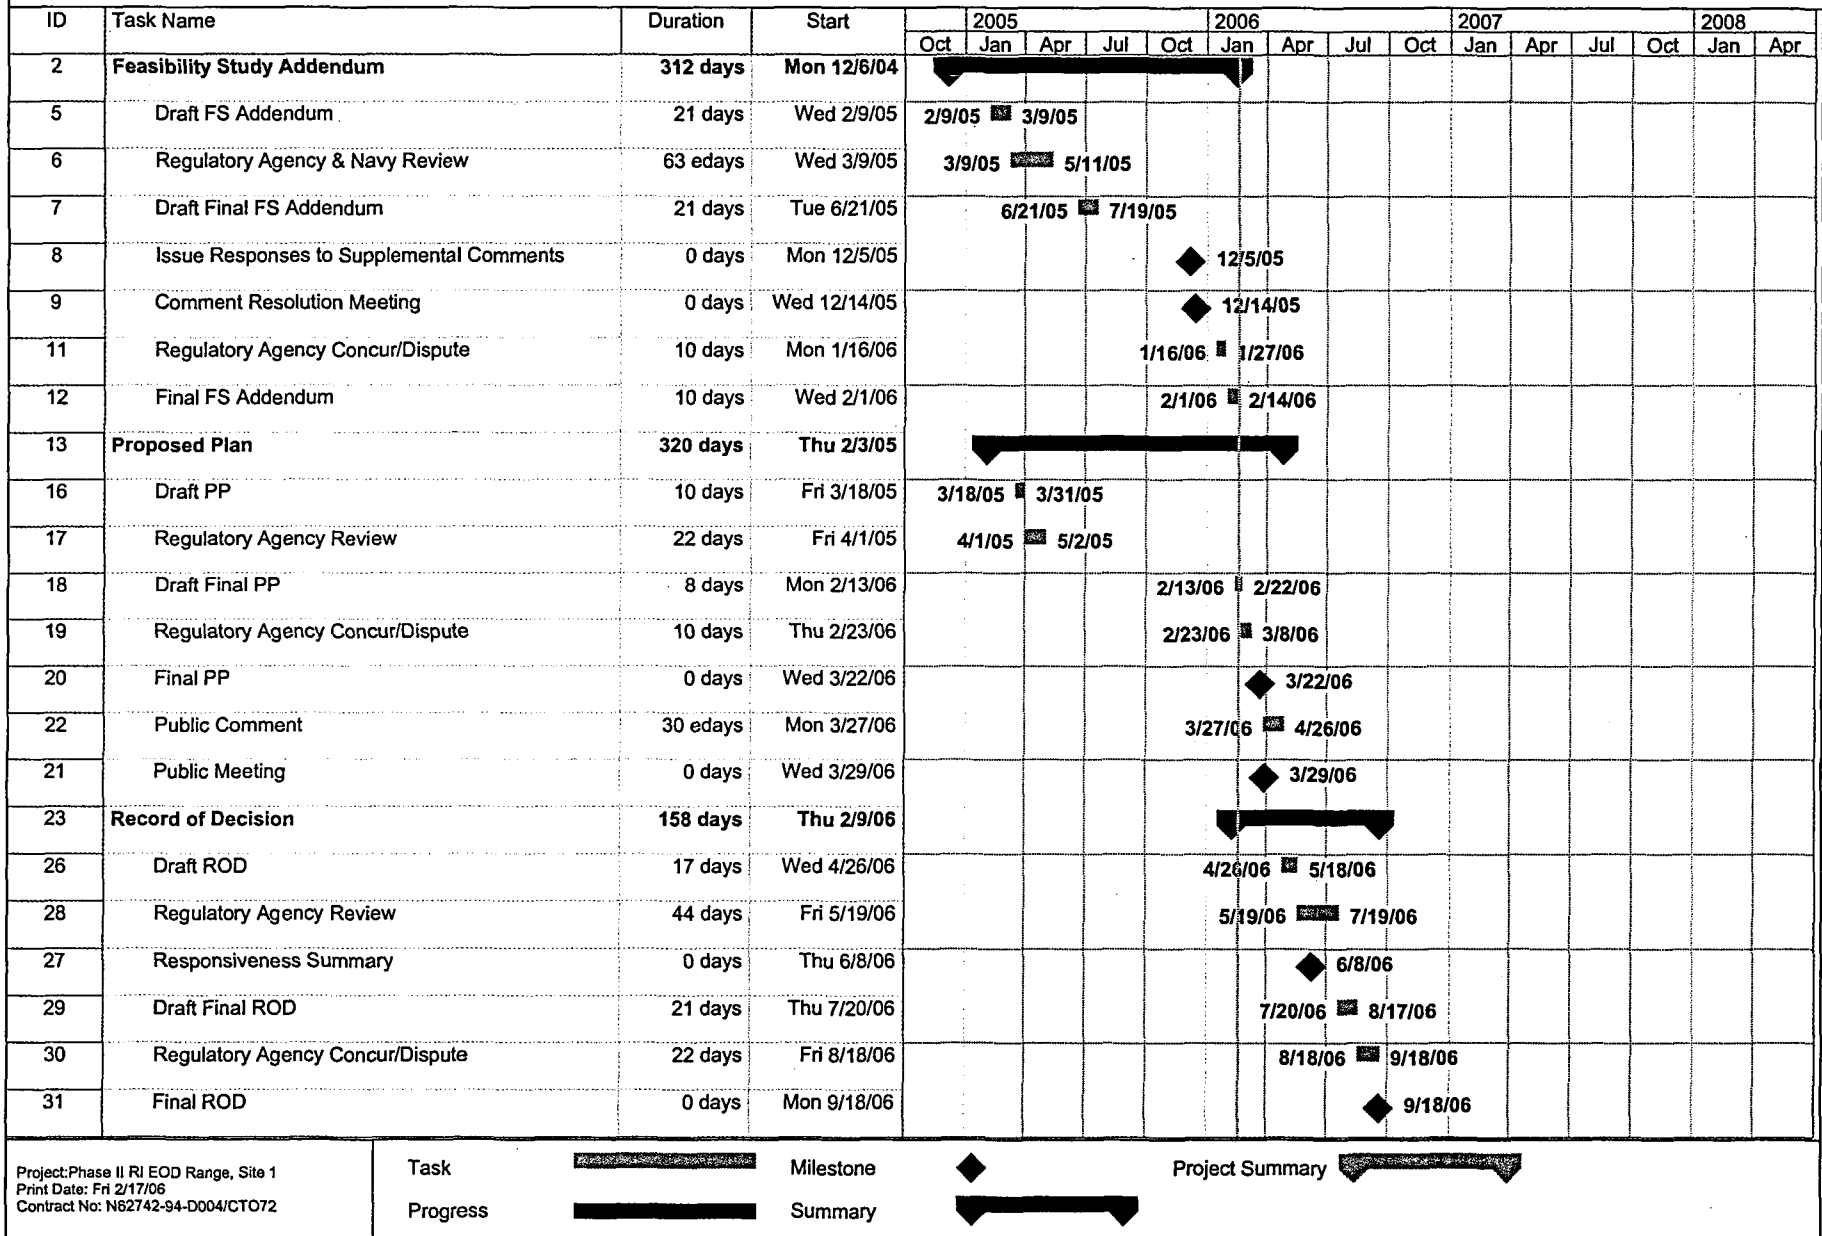 ID Task Name Duration Start 2005 2006 2007 2008
Oct Jan Apr Jul Oct Jan Apr Jul Oct Jan Apr Jul Oct Jan Apr
2 Feasibility Study Addendum 312 days Mon 12/6/04
5 Draft FS Addendum 21 days Wed 2/9/05 2/9/05 3/9/05
6 Regulatory Agency & Navy Review 63 edays Wed 3/9/05 3/9/05 5/11/05
7 Draft Final FS Addendum 21 days Tue 6/21/05 6/21/05 7/19/05
8 Issue Responses to Supplemental Comments 0 days Mon 12/5/05 12/5/05
9 Comment Resolution Meeting 0 days Wed 12/14/05 12/14/05
11 Regulatory Agency Concur/Dispute 10 days Mon 1/16/06 1/16/06 1/27/06
12 Final FS Addendum 10 days Wed 2/1/06 2/1/06 2/14/06
13 Proposed Plan 320 days Thu 2/3/05
16 Draft PP 10 days Fri 3/18/05 3/18/05 3/31/05
17 Regulatory Agency Review 22 days Fri 4/1/05 4/1/05 5/2/05
18 Draft Final PP 8 days Mon 2/13/06 2/13/06 2/22/06
19 Regulatory Agency Concur/Dispute 10 days Thu 2/23/06 2/23/06 3/8/06
20 Final PP 0 days Wed 3/22/06 3/22/06
22 Public Comment 30 edays Mon 3/27/06 3/27/06 4/26/06
21 Public Meeting 0 days Wed 3/29/06 3/29/06
23 Record of Decision 158 days Thu 2/9/06
26 Draft ROD 17 days Wed 4/26/06 4/26/06 5/18/06
28 Regulatory Agency Review 44 days Fri 5/19/06 5/19/06 7/19/06
27 Responsiveness Summary 0 days Thu 6/8/06 6/8/06
29 Draft Final ROD 21 days Thu 7/20/06 7/20/06 8/17/06
30 Regulatory Agency Concur/Dispute 22 days Fri 8/18/06 8/18/06 9/18/06
31 Final ROD 0 days Mon 9/18/06 9/18/06
Project:Phase II RI EOD Range, Site 1
Print Date: Fri 2/17/06
Contract No: N62742-94-D004/CTO72
Task Milestone Project Summary
Progress Summary